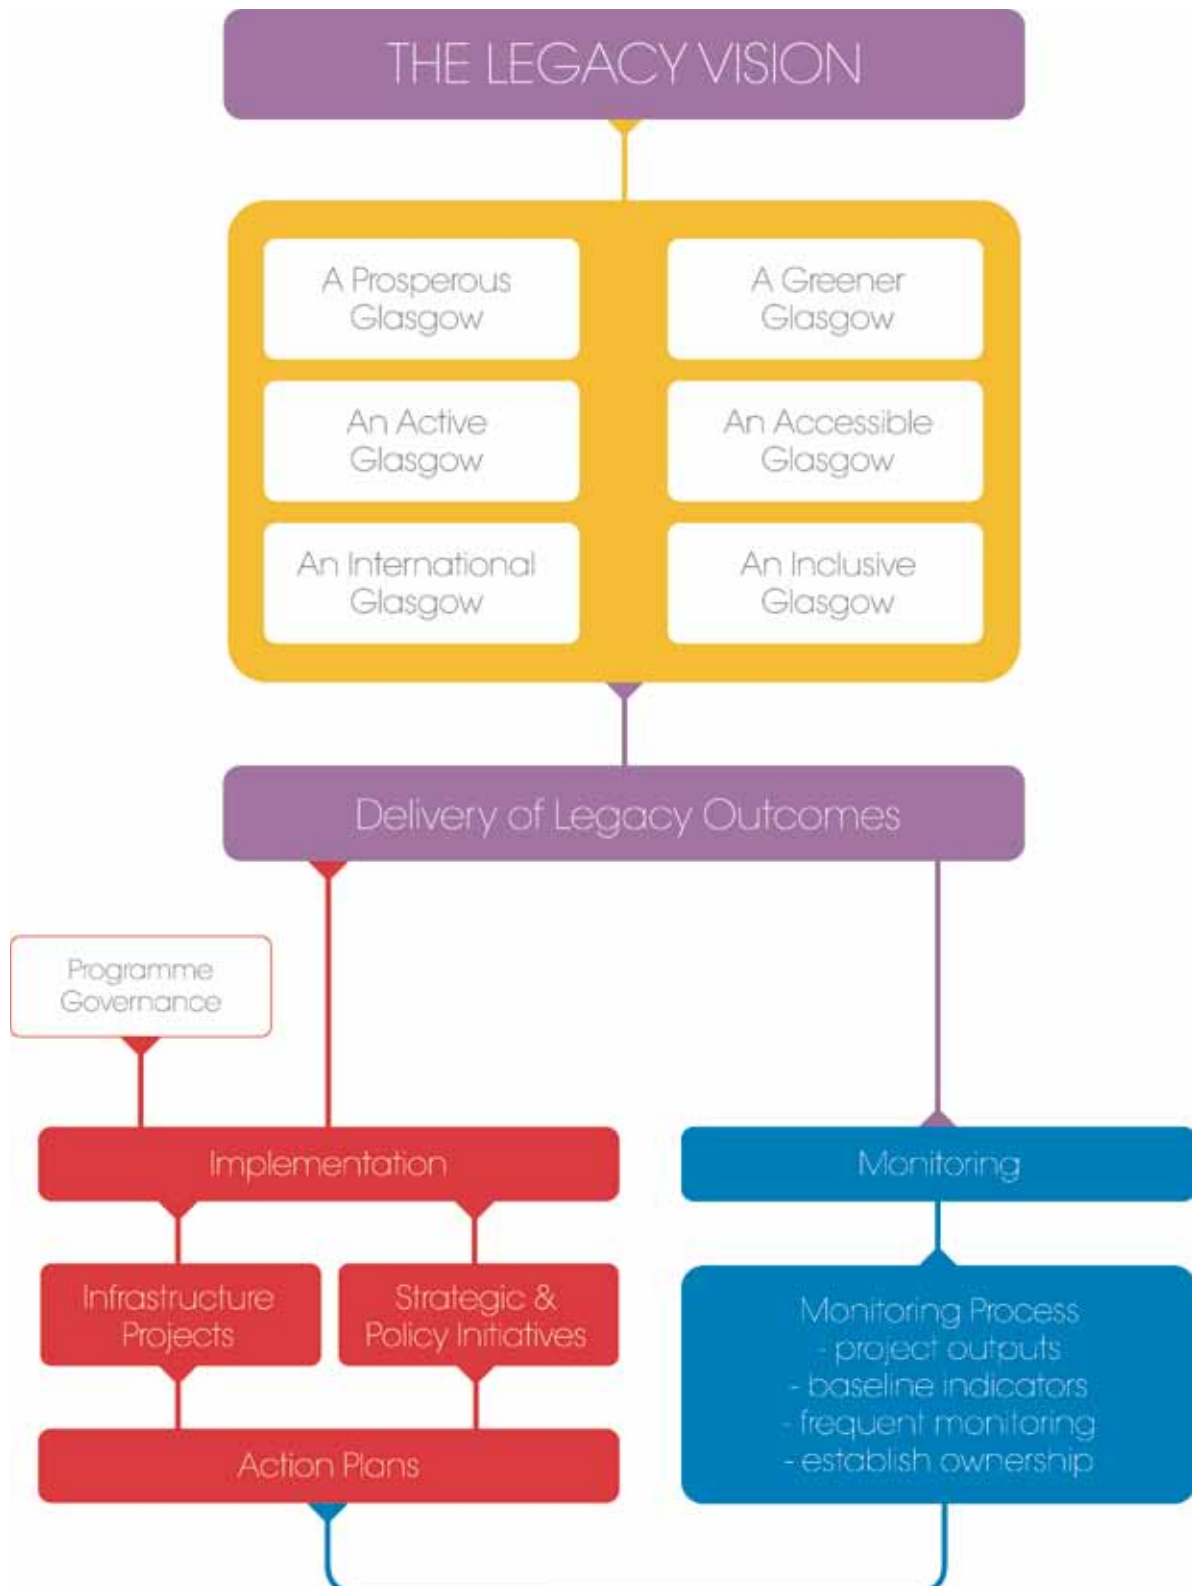 THE LEGACY VISION
A Prosperous
Glasgow
A Greener
Glasgow
An Active
Glasgow
An Accessible
Glasgow
An International
Glasgow
An Inclusive
Glasgow
Delivery of Legacy Outcomes
Programme
Governance
Implementation
Infrastructure
Projects
Strategic &
Policy Initiatives
Action Plans
Monitoring
Monitoring Process
- project outputs
- baseline indicators
- frequent monitoring
- establish ownership